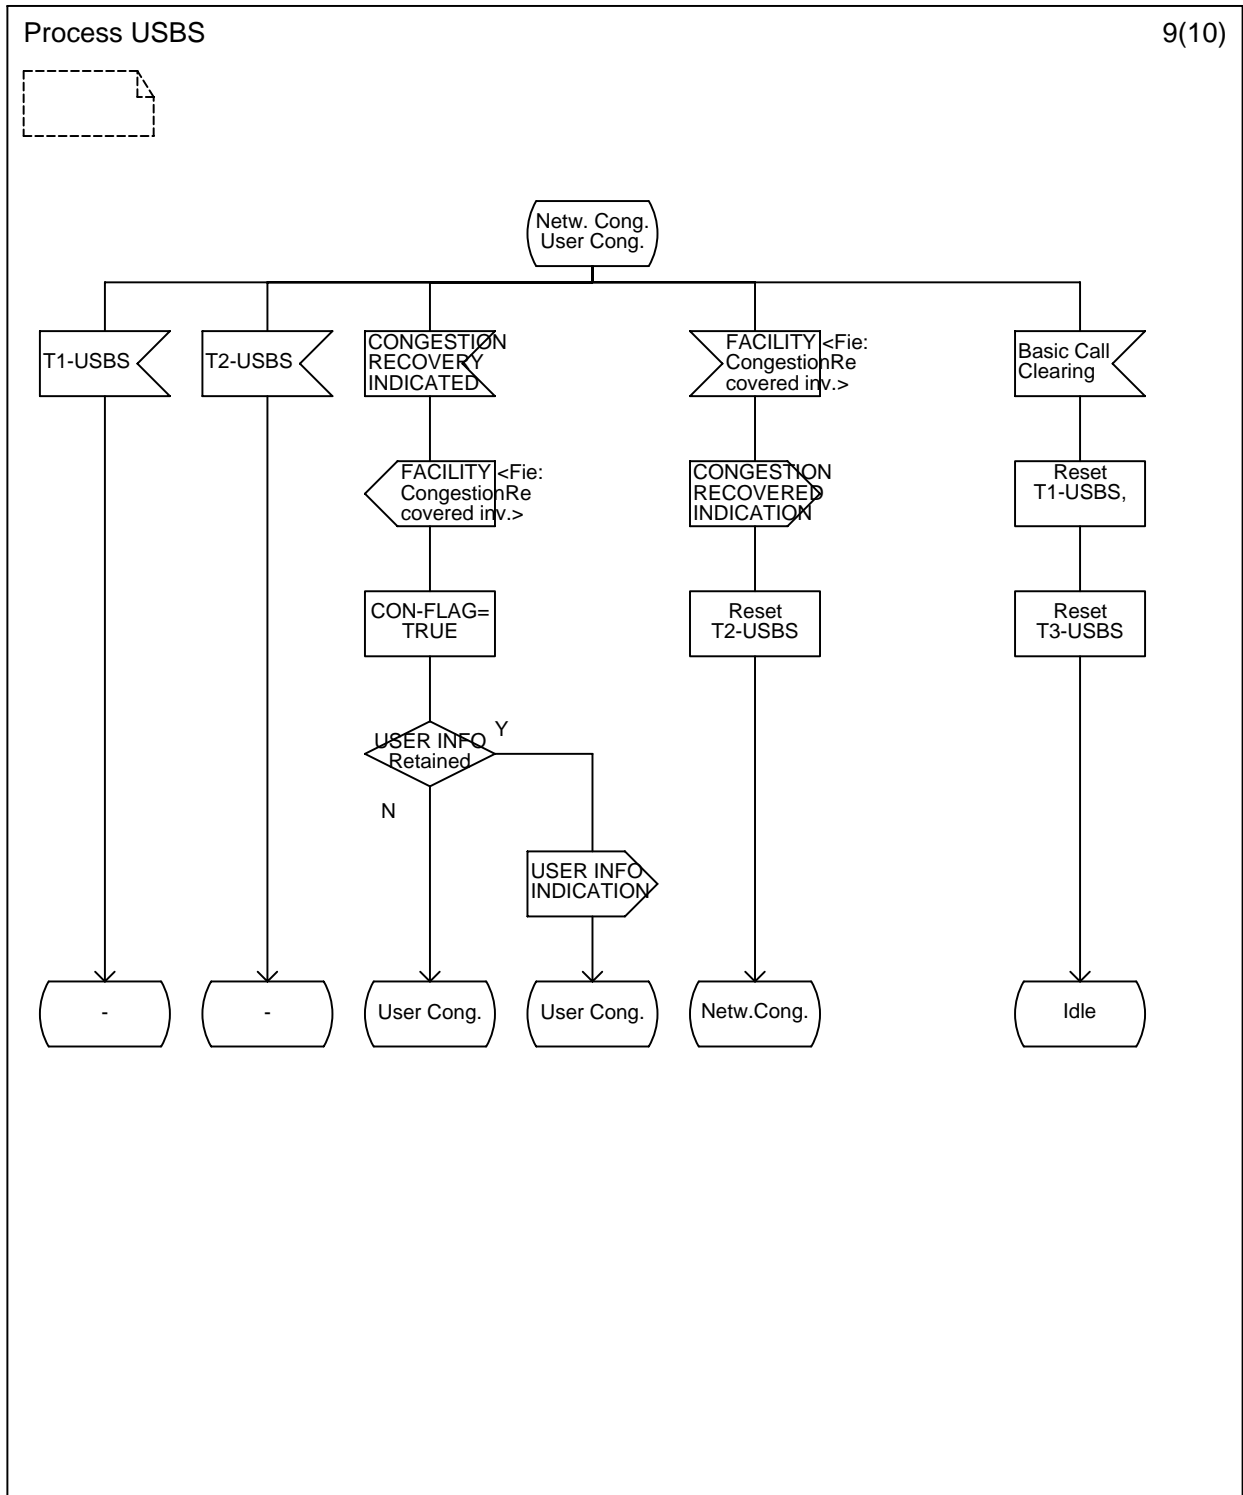 Process USBS
9(10)
Netw. Cong.
User Cong.
T1-USBS
T2-USBS
CONGESTION
RECOVERY
INDICATED
FACILITY <Fie:
CongestionRe
covered inv.>
Basic Call
Clearing
FACILITY <Fie:
CongestionRe
covered inv.>
CONGESTION
RECOVERED
INDICATION
Reset
T1-USBS,
CON-FLAG=
TRUE
Reset
T2-USBS
Reset
T3-USBS
USER INFO
Retained
Y
N
USER INFO
INDICATION
-
-
User Cong.
User Cong.
Netw.Cong.
Idle